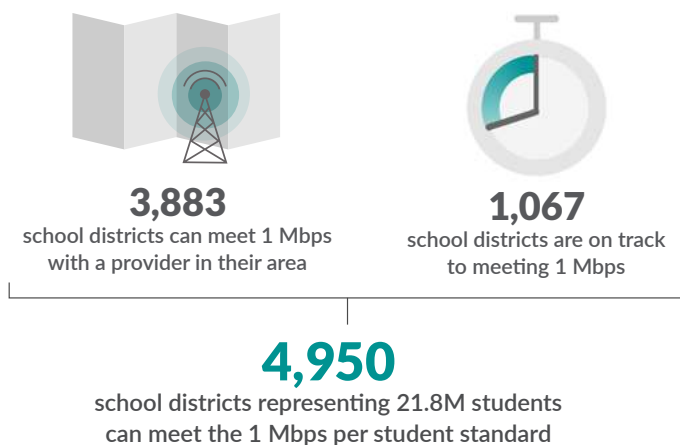 3,883
school districts can meet 1 Mbps
with a provider in their area
1,067
school districts are on track
to meeting 1 Mbps
4,950
school districts representing 21.8M students
can meet the 1 Mbps per student standard